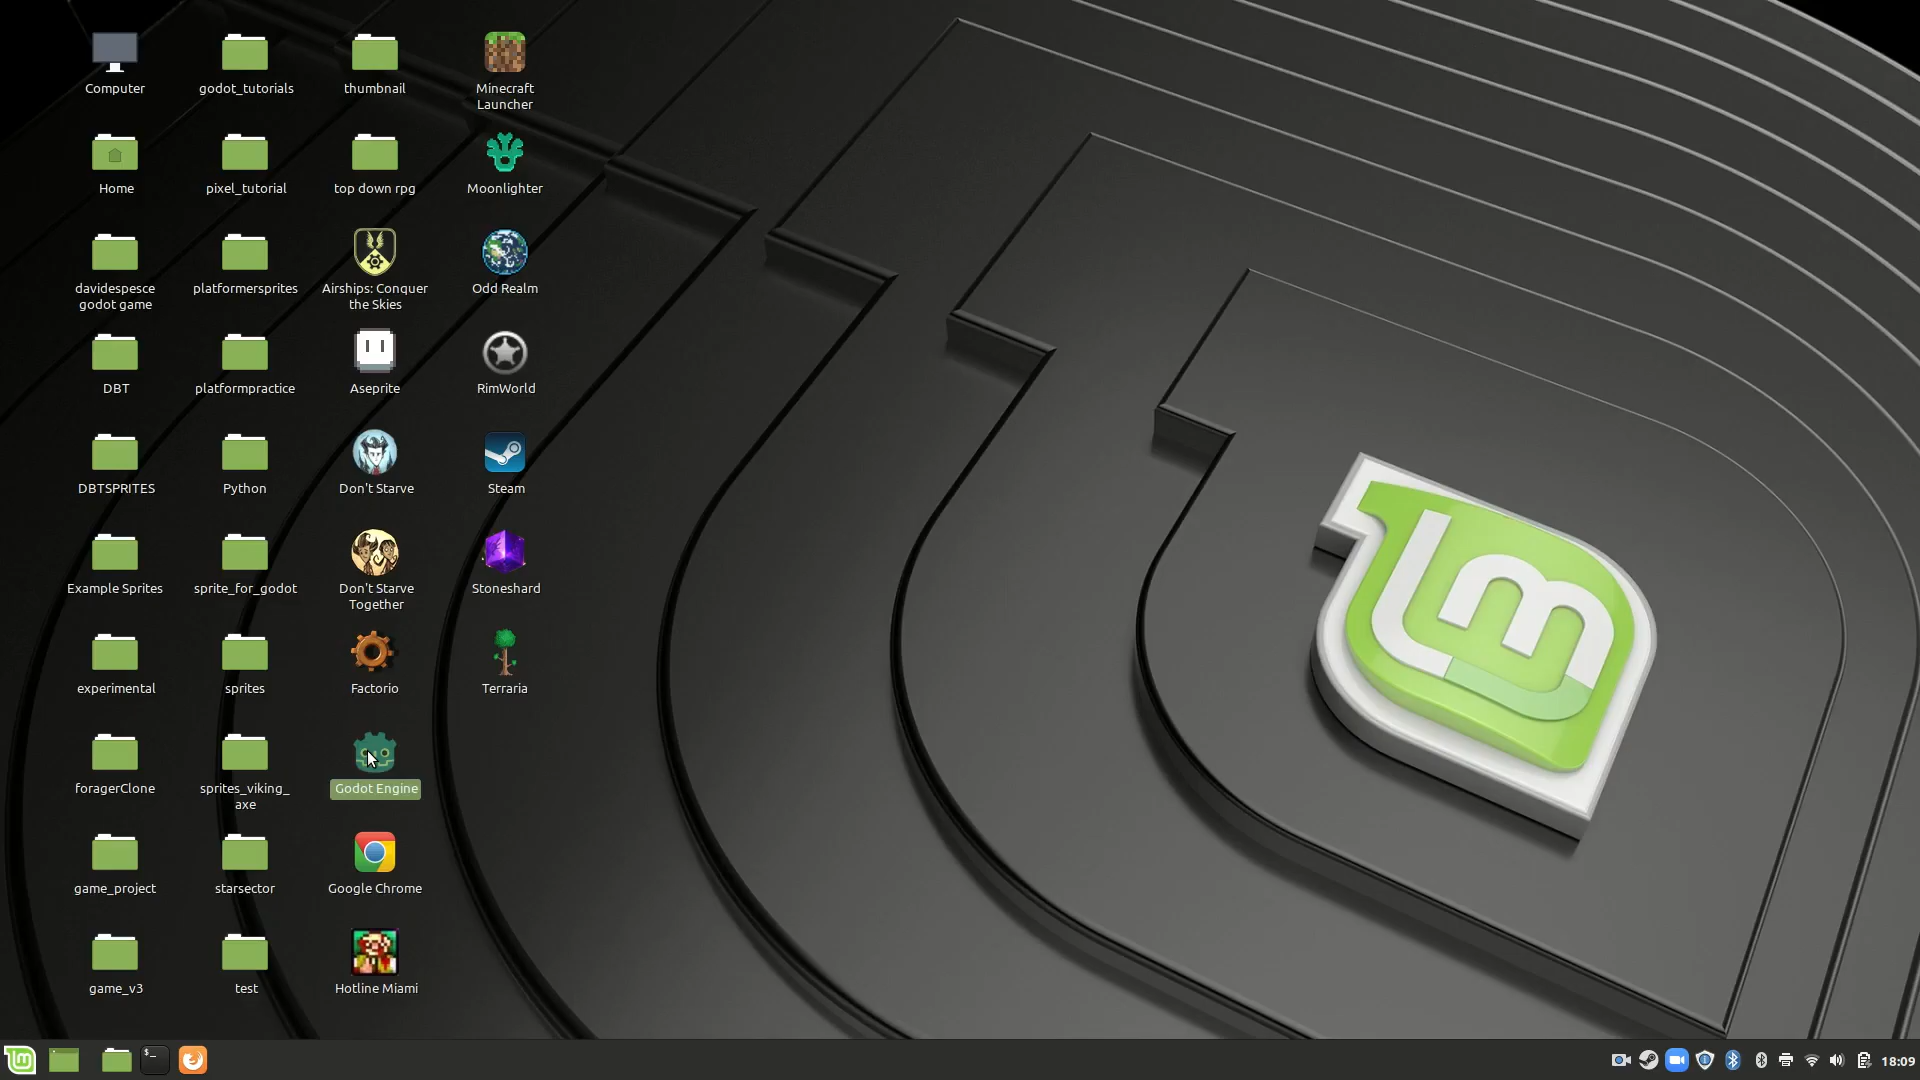 Computer
godot_tutorials
thumbnail
Minecraft
Launcher
Home
pixel_tutorial
top down rpg
Moonlighter
davidespesce
godot game
platformersprites
Airships: Conquer
the Skies
Odd Realm
DBT
platformpractice
Aseprite
RimWorld
DBTSPRITES
Python
Don't Starve
Steam
Example Sprites
sprite_for_godot
Don't Starve
Together
Stoneshard
experimental
sprites
Factorio
Terraria
foragerClone
sprites_viking_
axe
Godot Engine
game_project
starsector
Google Chrome
game_v3
test
Hotline Miami
lm
18:09